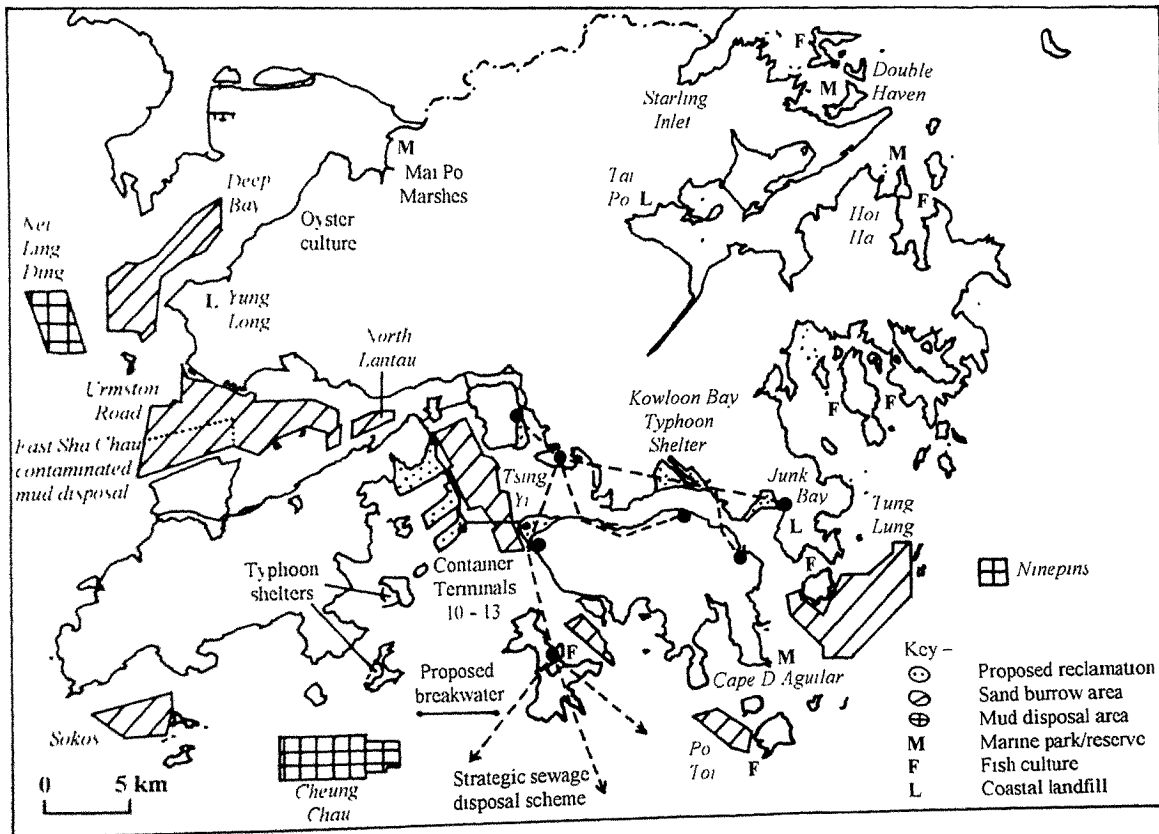 F
Double
Haven
M
Starling
Inlet
M
Mai Po
Marshes
M
Tai
Po
L
Hoi
Ha
F
Deep
Bay
Oyster
culture
Nei
Ling
Ding
L
Yung
Long
North
Lantau
Urmston
Road
East Sha Chau
contaminated
mud disposal
Kowloon Bay
Typhoon
Shelter
F
F
Tsing
Yi
Junk
Bay
L
Tung
Lung
F
Typhoon
shelters
Container
Terminals
10 - 13
Ninepins
F
Proposed
breakwater
M
Cape D Aguilar
Sokos
0 5 km
Cheung
Chau
Strategic sewage
disposal scheme
Po
Toi
F
Key –
Proposed reclamation
Sand burrow area
Mud disposal area
M Marine park/reserve
F Fish culture
L Coastal landfill